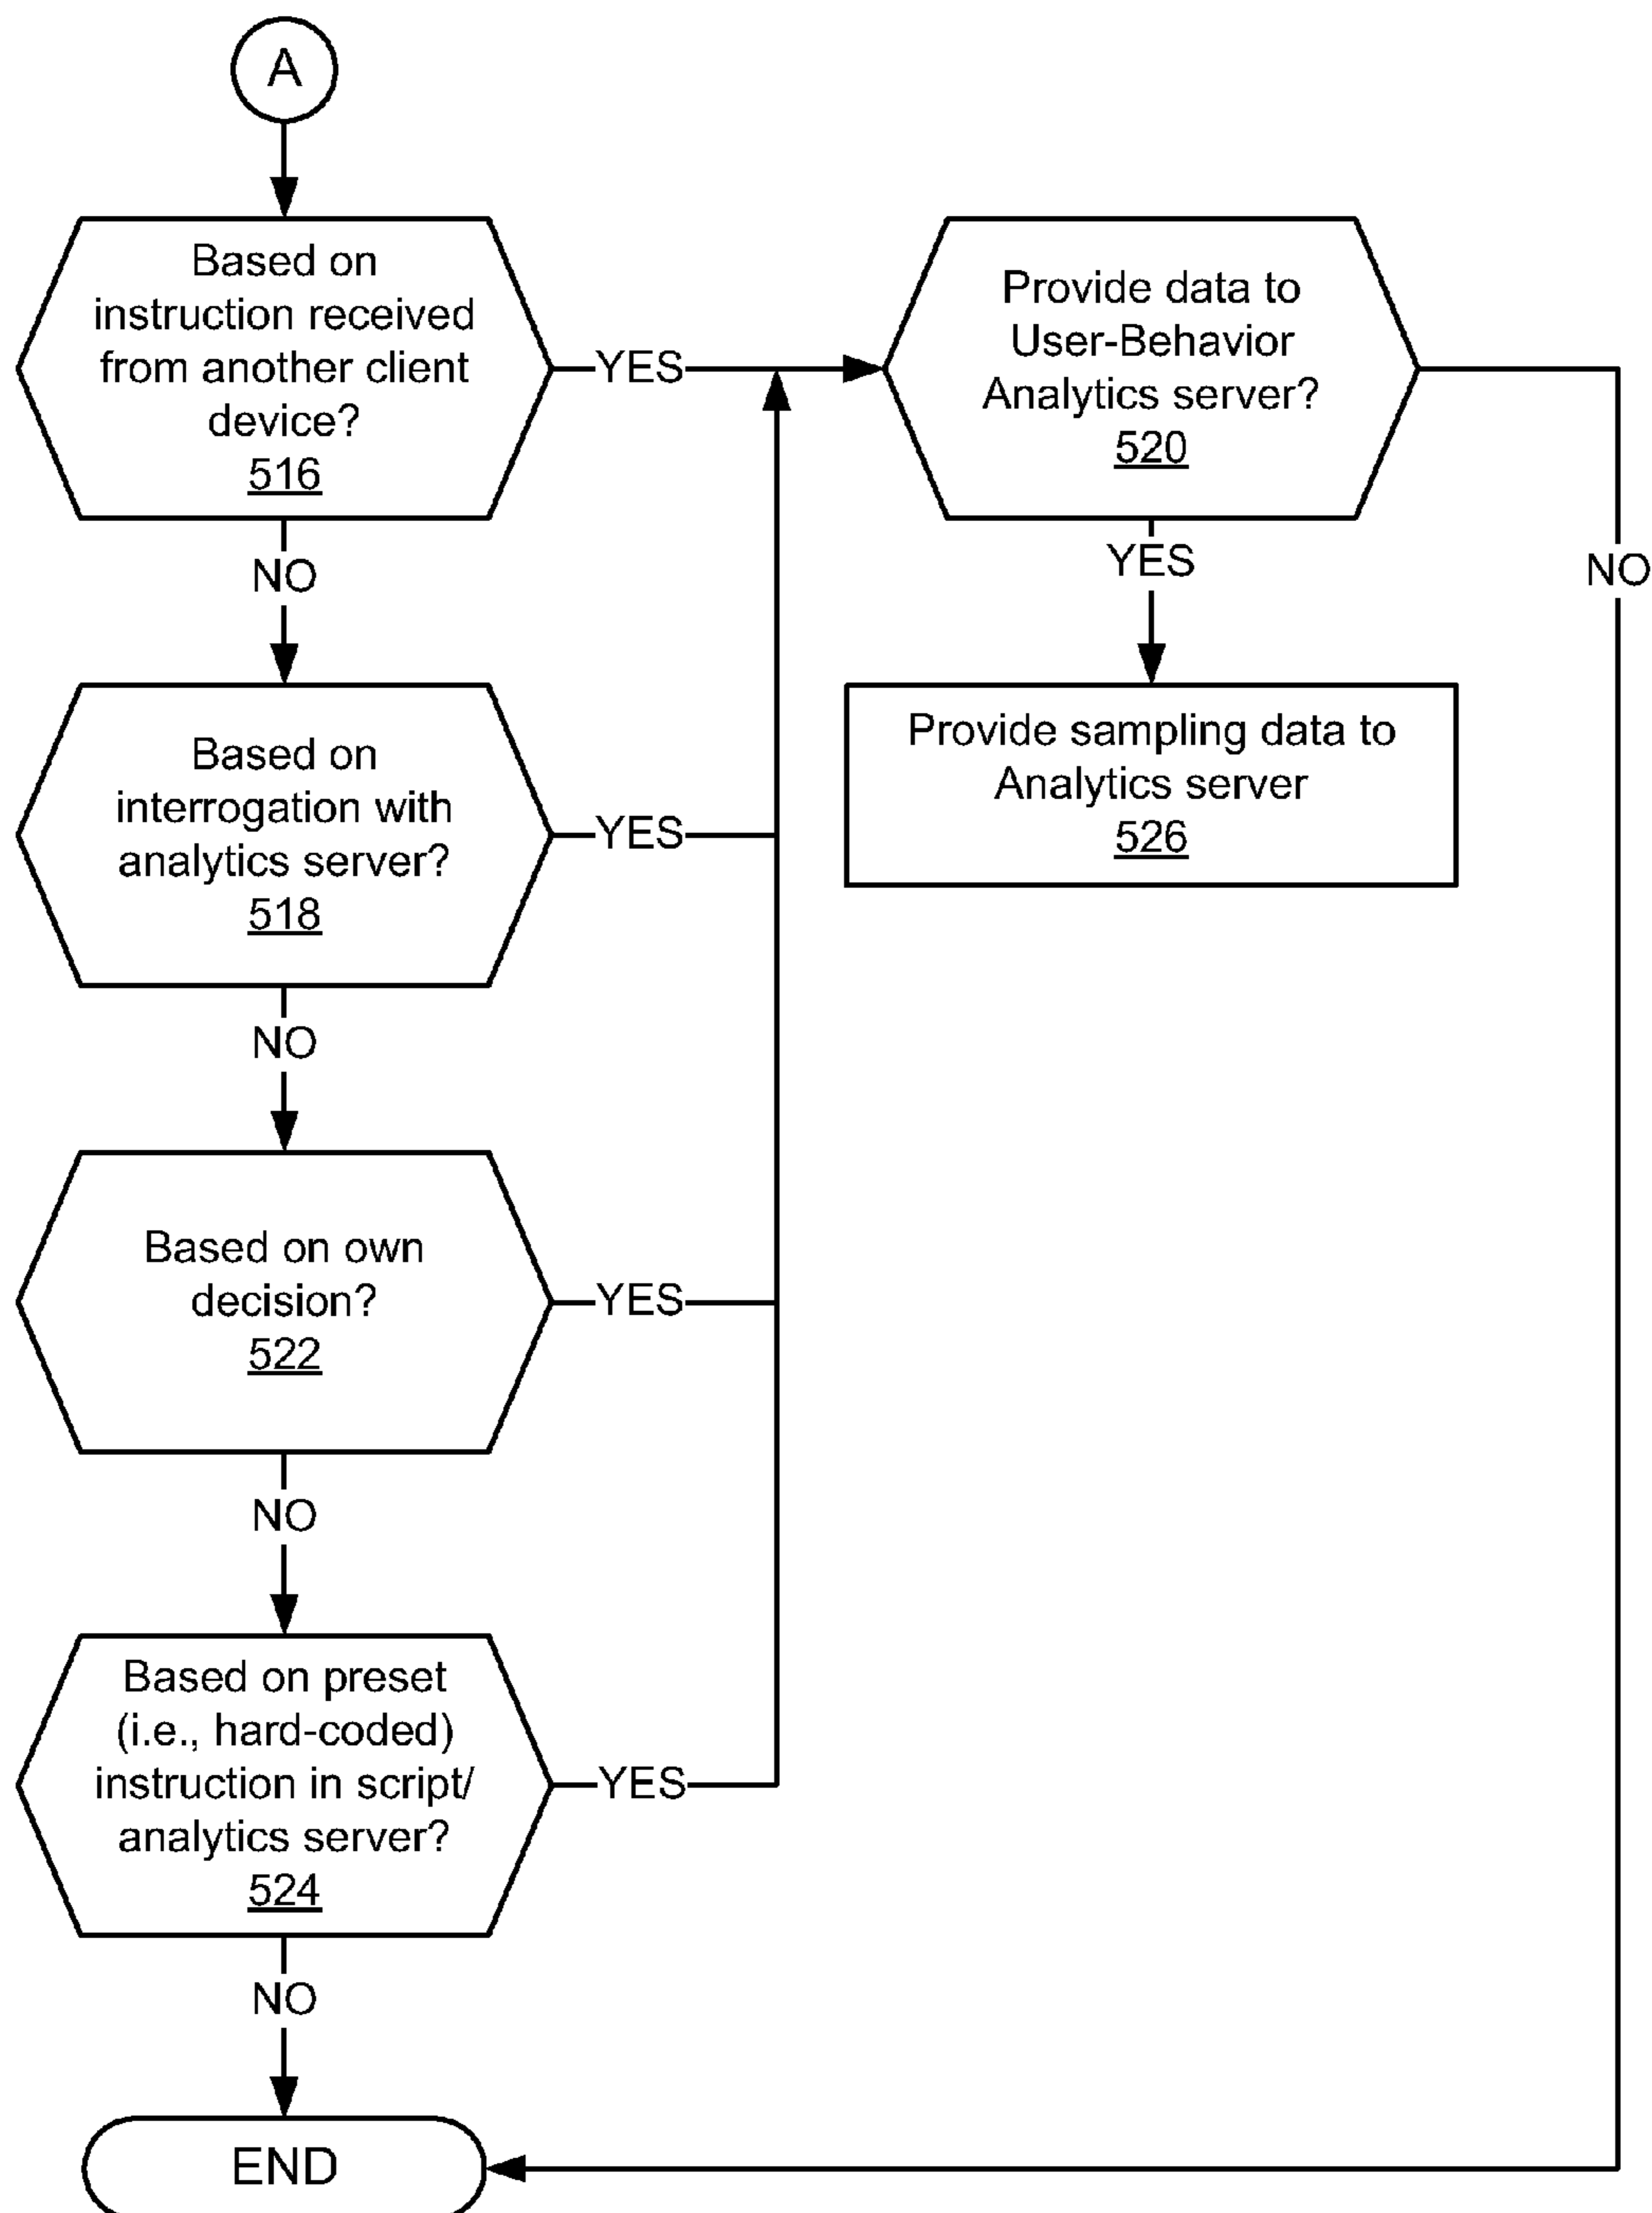 A
Based on
instruction received
from another client
device?
516
YES
NO
Provide data to
User-Behavior
Analytics server?
520
YES
NO
Provide sampling data to
Analytics server
526
Based on
interrogation with
analytics server?
518
YES
NO
Based on own
decision?
522
YES
NO
Based on preset
(i.e., hard-coded)
instruction in script/
analytics server?
524
YES
NO
END